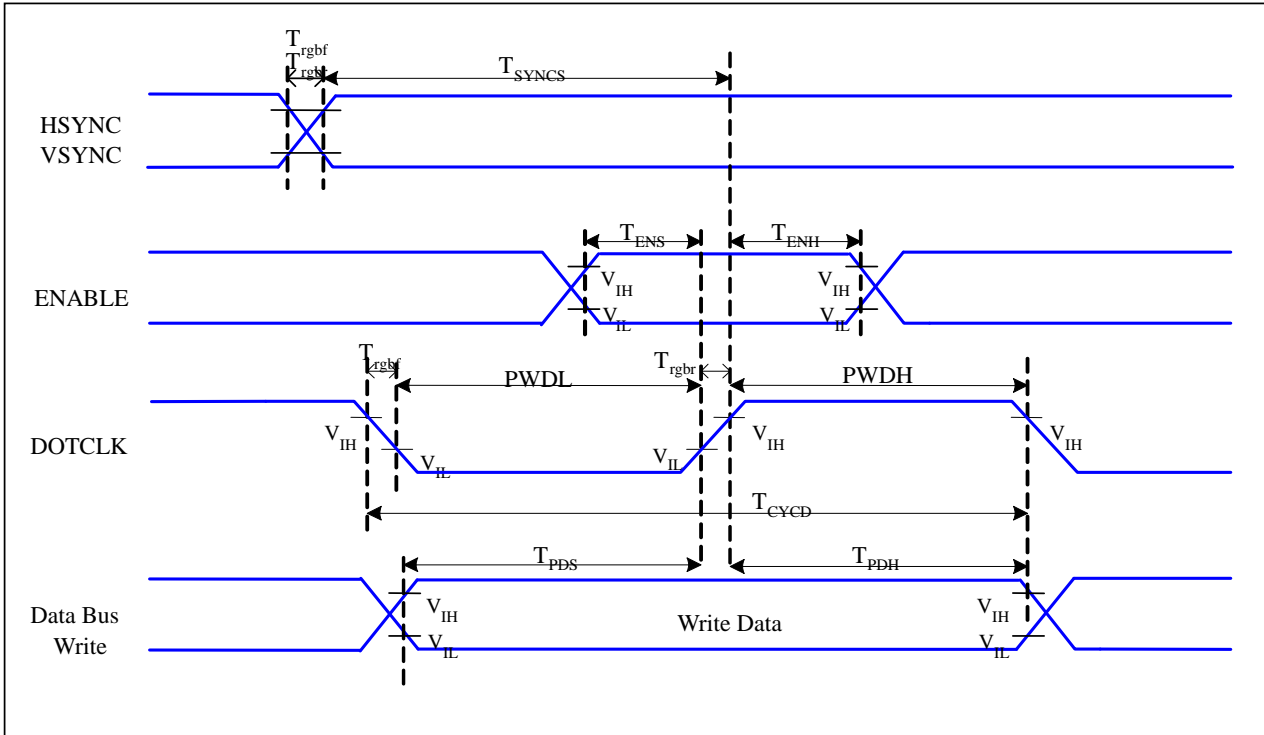 Trgbf
Trgbr
TSYNCS
HSYNC
VSYNC
TENS
TENH
VIH
VIH
ENABLE
VIL
VIL
Trgbf
PWDL
Trgbr
PWDH
DOTCLK
VIH
VIL
VIL
VIH
VIH
TCYCD
TPDS
TPDH
Data Bus
Write
VIH
VIL
Write Data
VIH
VIL